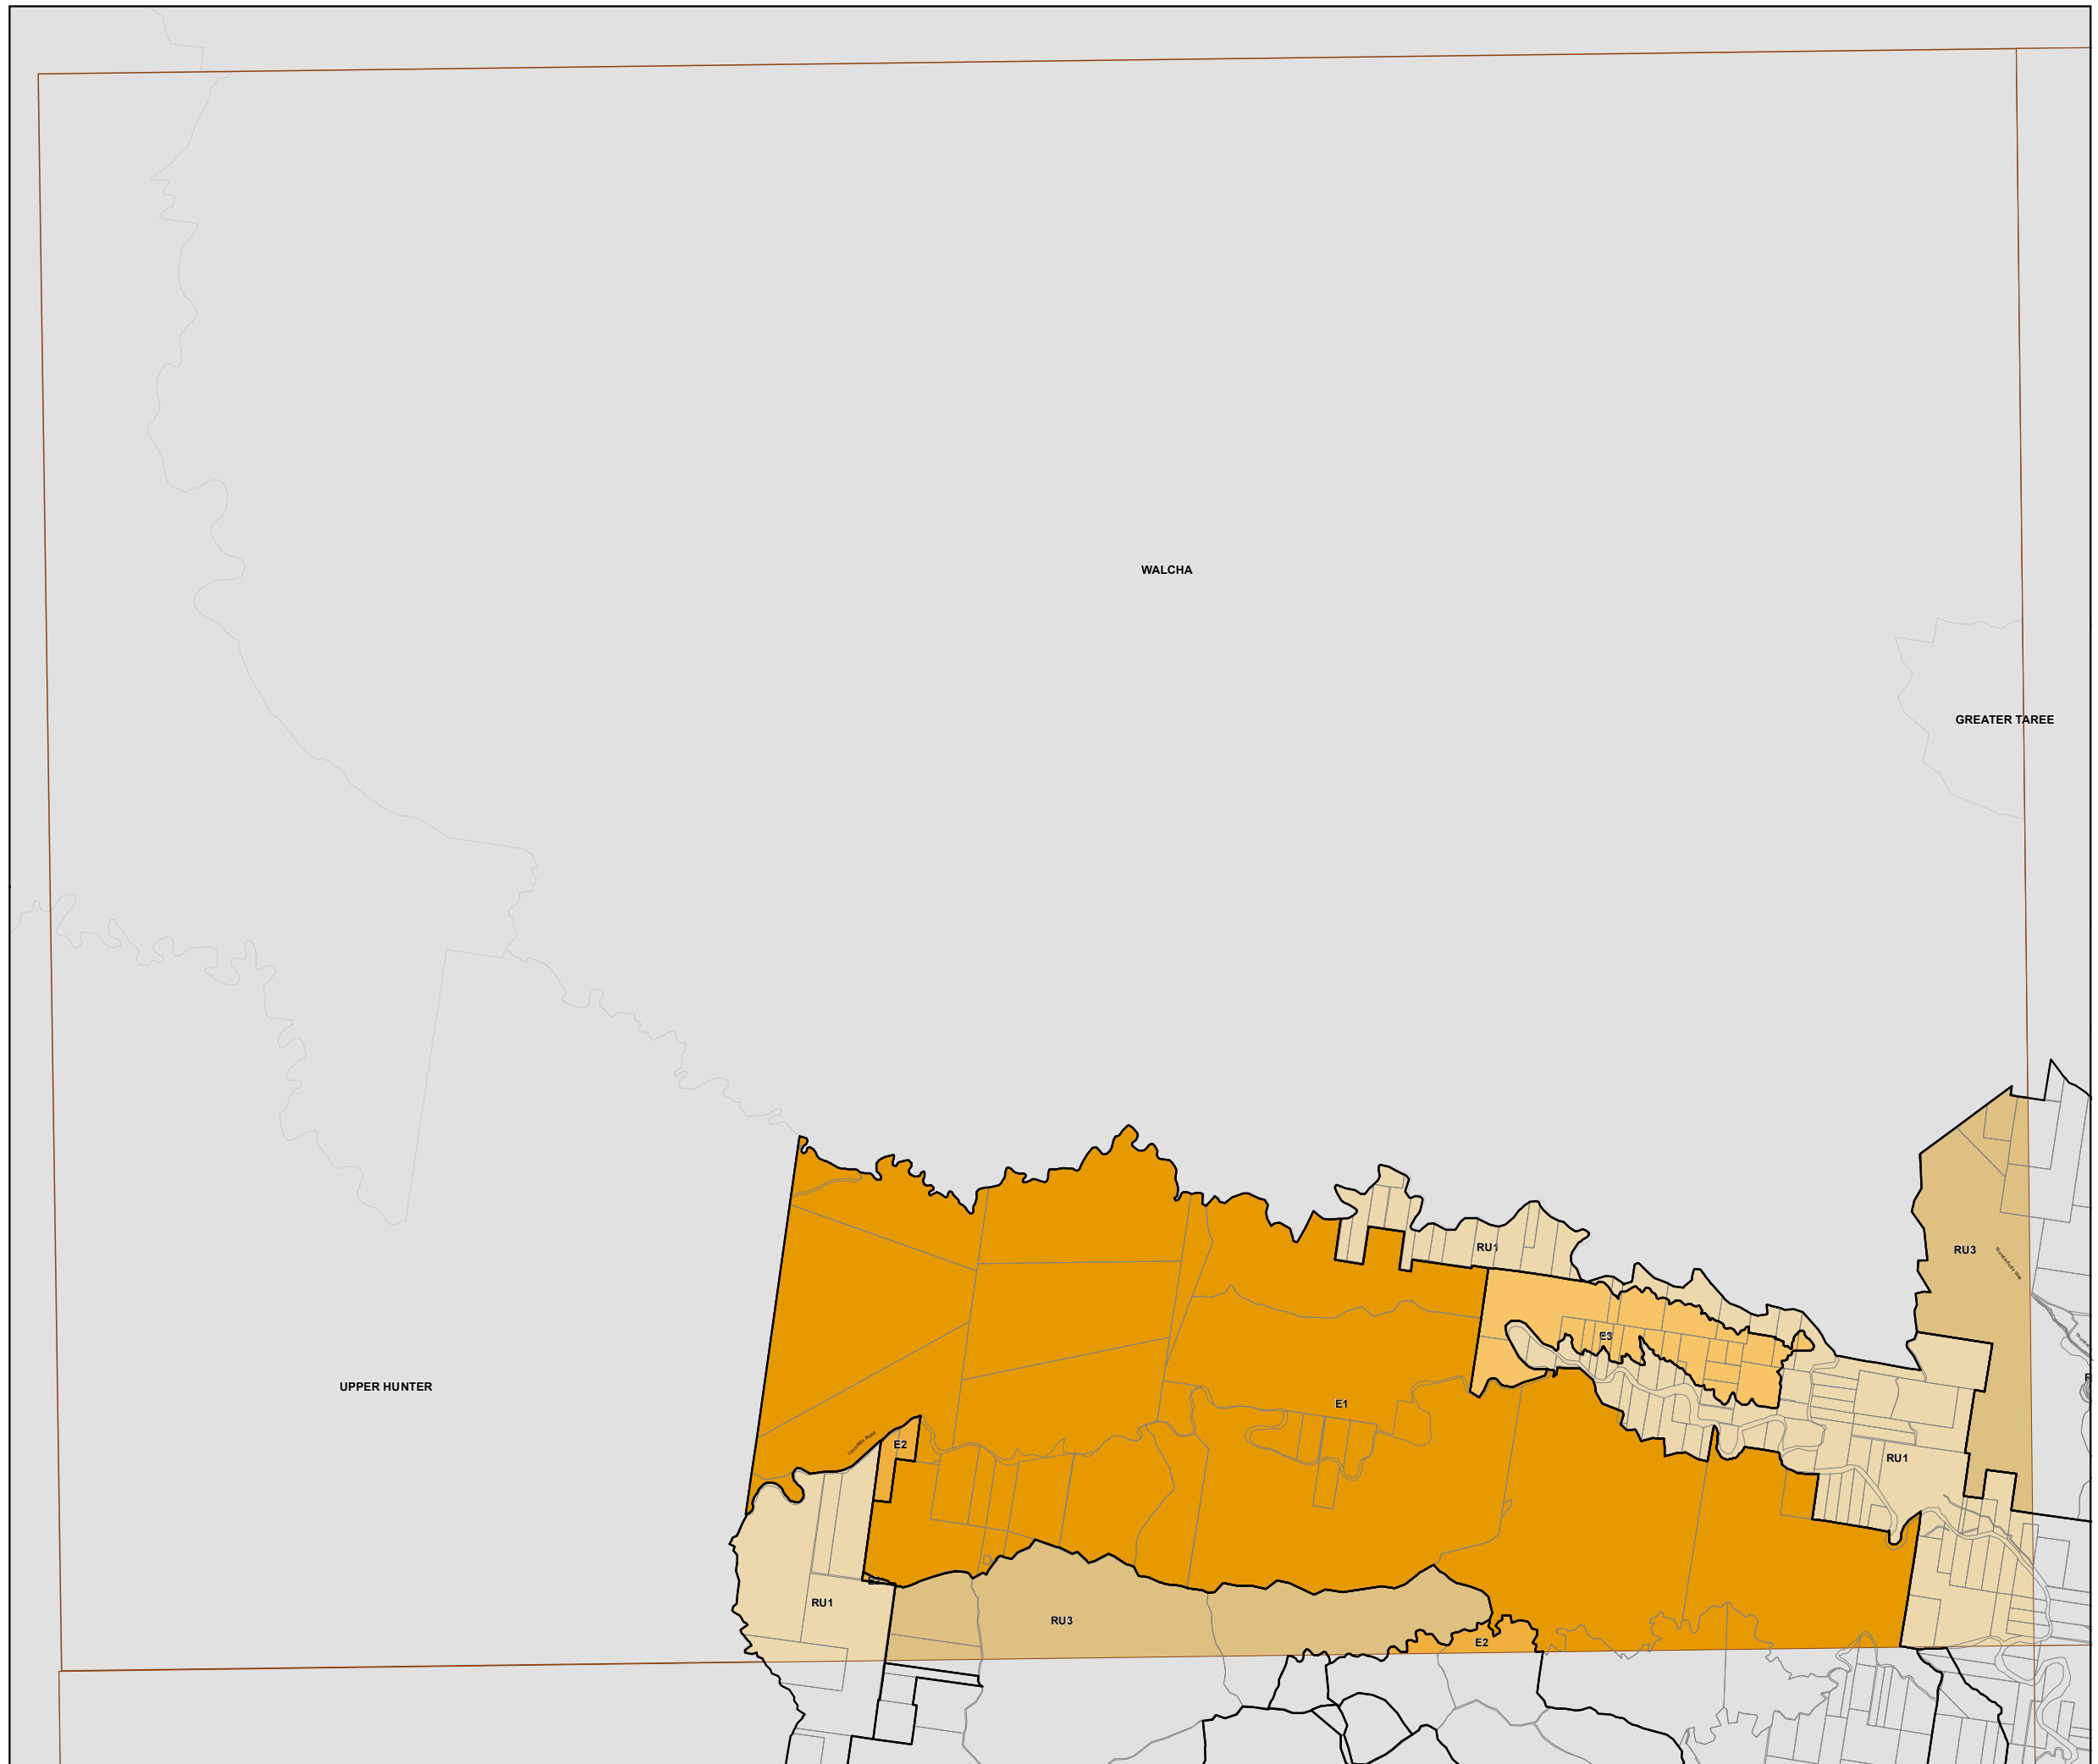 WALCHA
GREATER TAREE
RU1
RU3
E3
UPPER HUNTER
E1
E2
RU1
RU1
RU3
E2